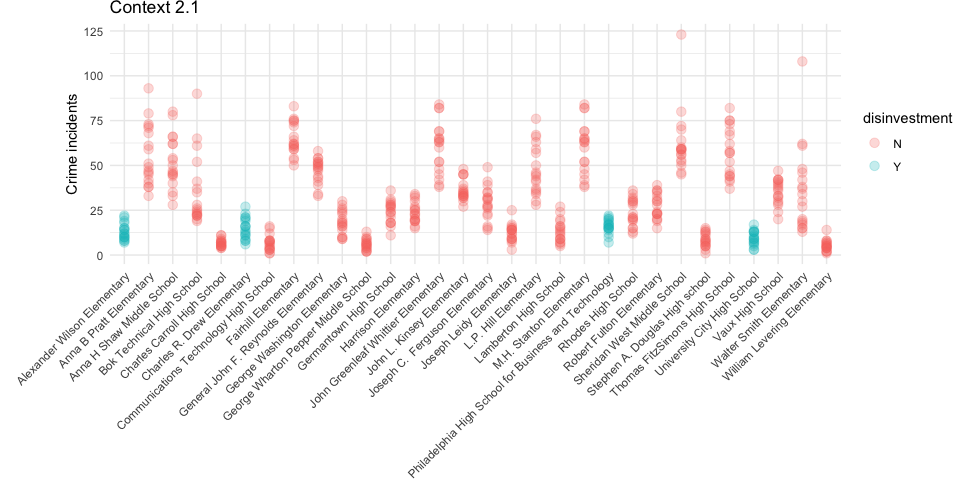 Context 2.1
Crime incidents
125
100
75
50
25
0
Alexander Wilson Elementary
Anna B Pratt Elementary
Anna H. Shaw Middle School
Bok Technical High School
Charles Carroll High School
Charles R. Drew Elementary
Communications Technology High School
Fairhill Elementary
General John F. Reynolds Elementary
George Washington Elementary
George Wharton Pepper Middle School
Germantown High School
Harrison Elementary
John Greenleaf Whittier Elementary
John L. Kinsey Elementary
Joseph C. Ferguson Elementary
Joseph Leidy Elementary
L.P. Hill Elementary
Lamberton High School
M.H. Stanton Elementary
Philadelphia High School for Business and Technology
Rhodes High School
Robert Fulton Elementary
Sheridan West Middle School
Stephen A. Douglas High school
Thomas FitzSimons High School
University City High School
Vaux High School
Walter Smith Elementary
William Levering Elementary
disinvestment
N
Y